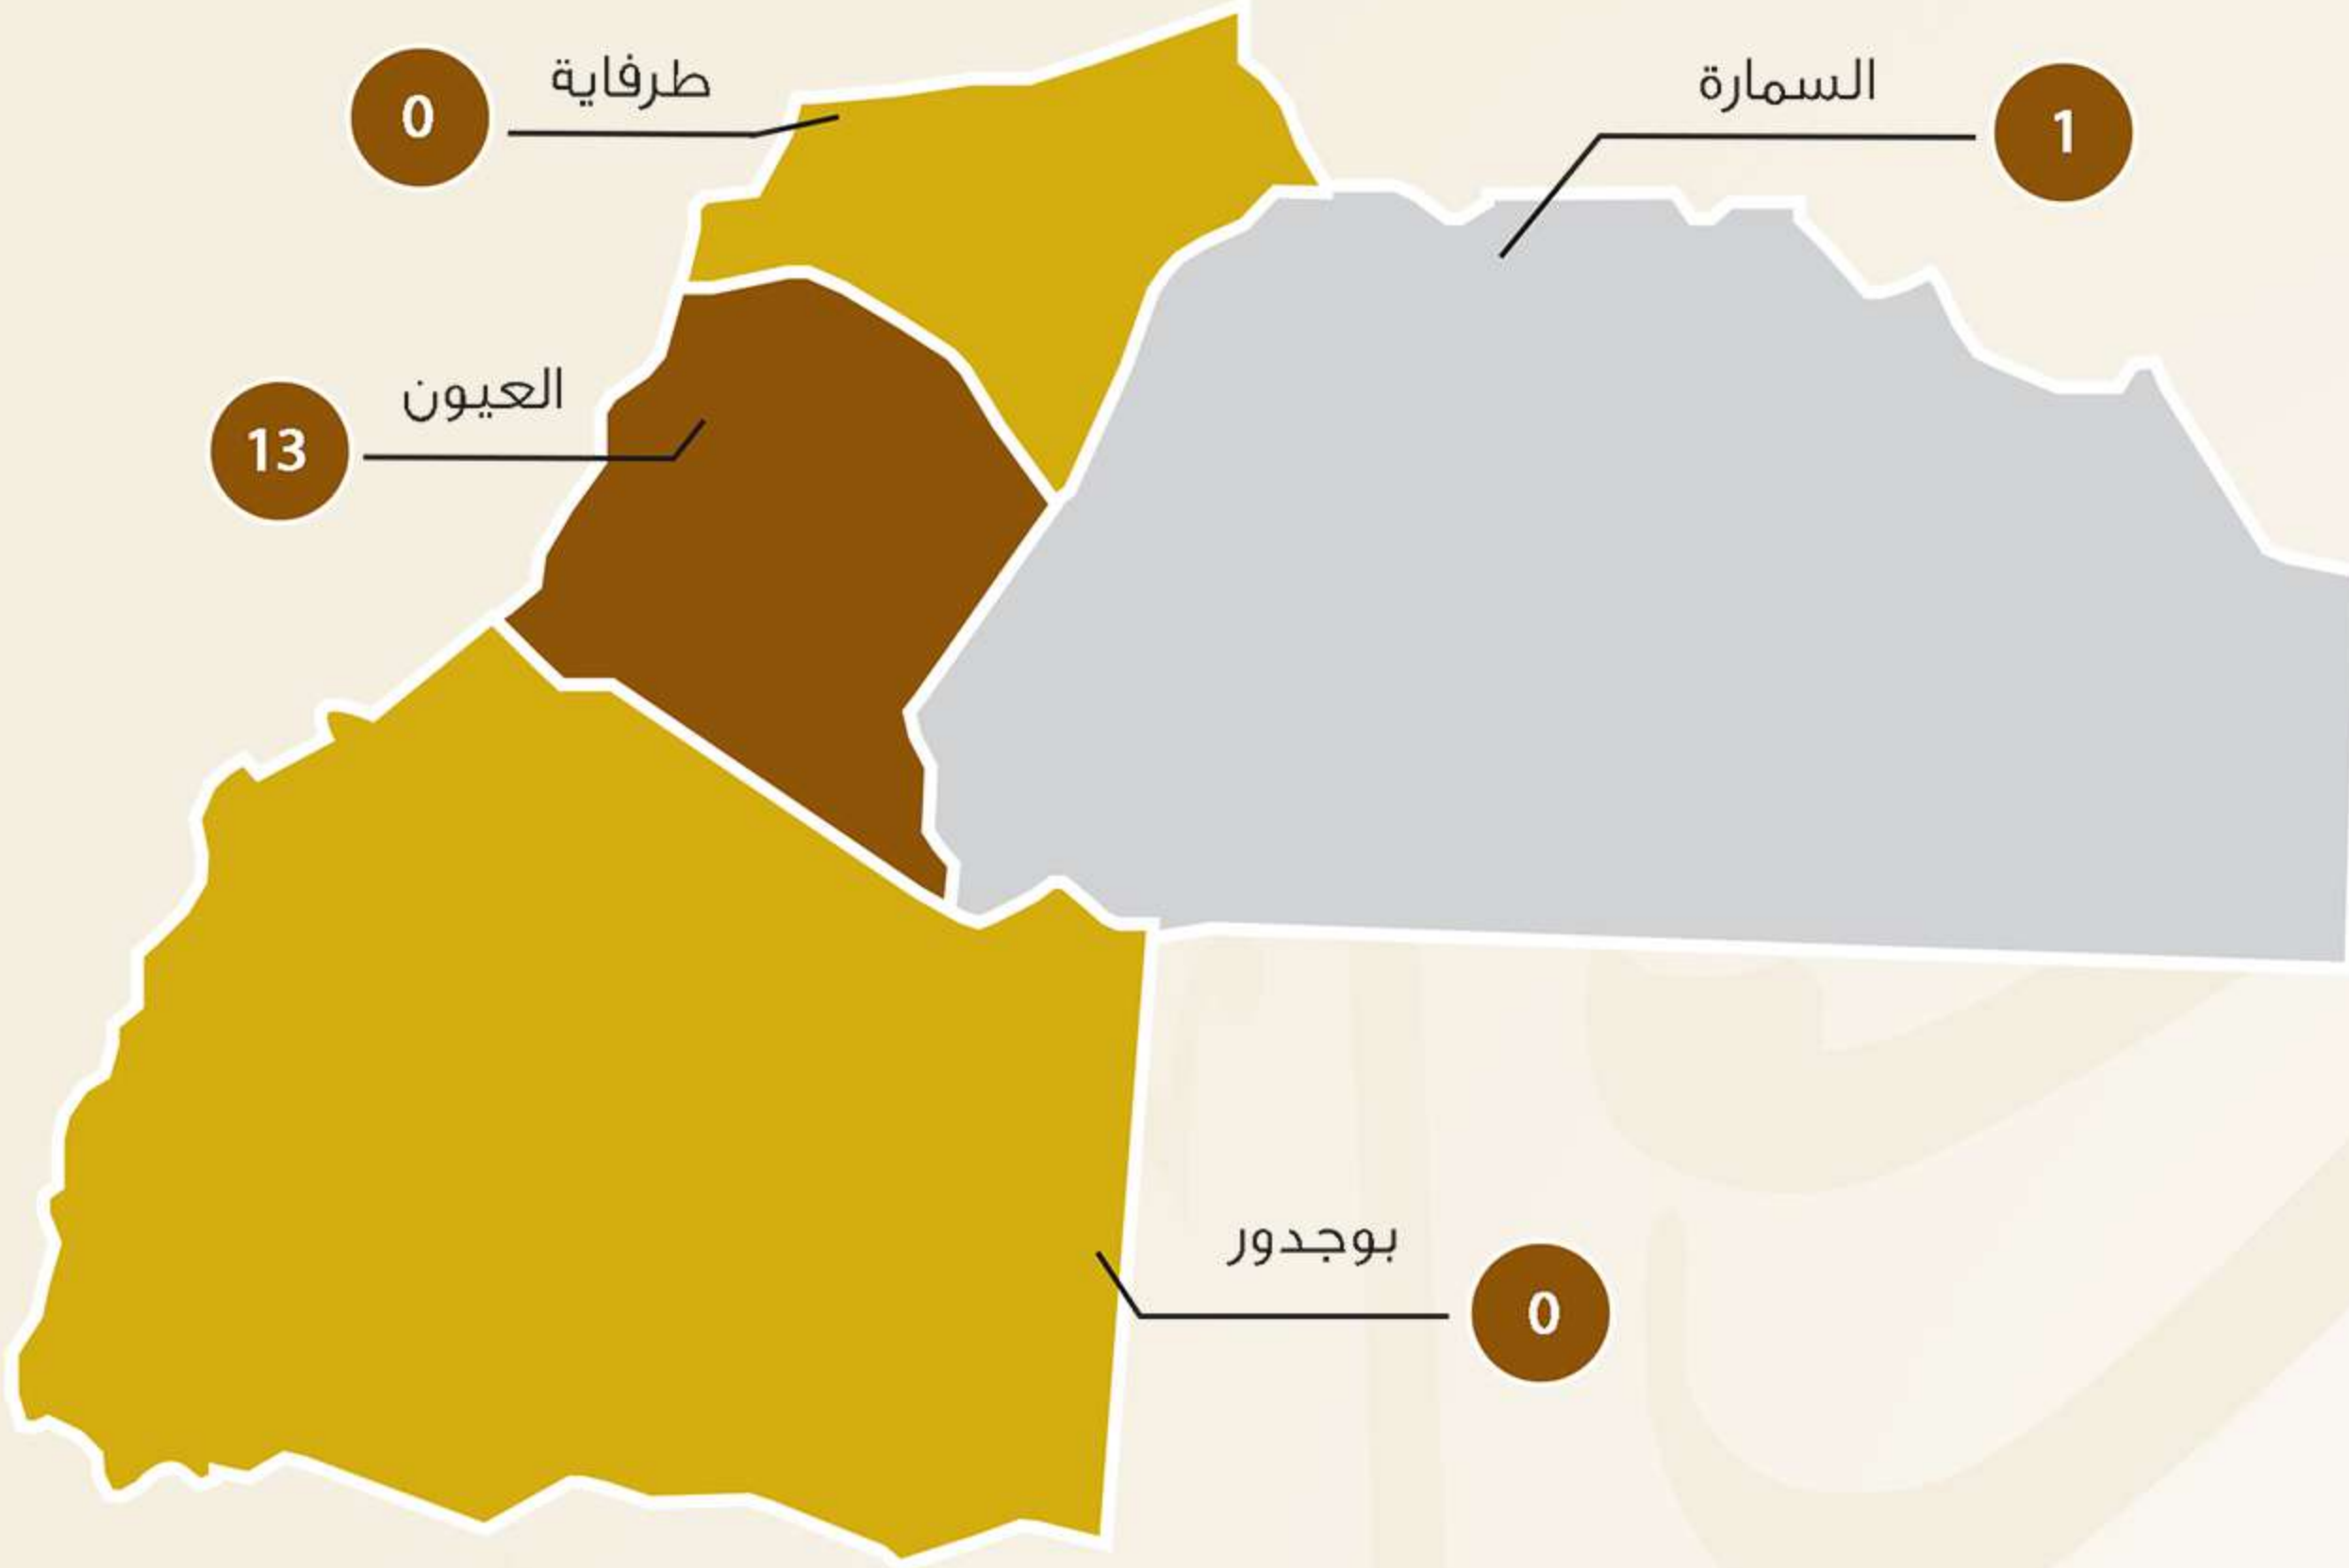 طرفاية
0
السمارة
1
العيون
13
بوجدور
0